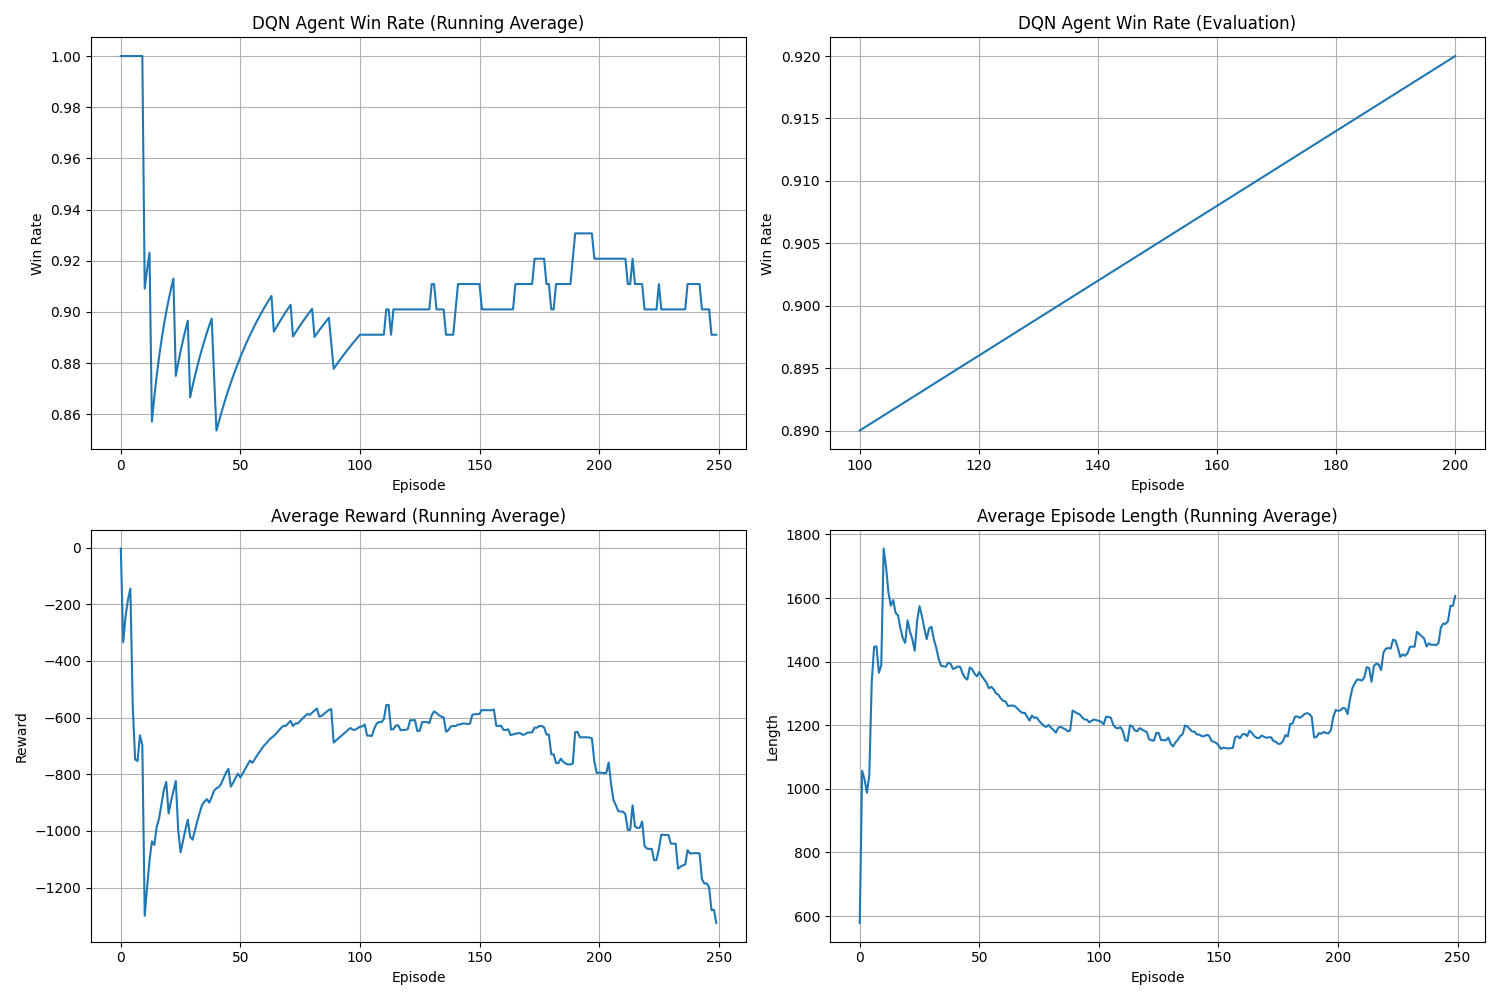 DQN Agent Win Rate (Running Average)
1.00
0.98
0.96
0.94
0.92
0.90
0.88
0.86
Win Rate
0 50 100 150 200 250
Episode
DQN Agent Win Rate (Evaluation)
0.920
0.915
0.910
0.905
0.900
0.895
0.890
Win Rate
100 120 140 160 180 200
Episode
Average Reward (Running Average)
0
−200
−400
−600
−800
−1000
−1200
Reward
0 50 100 150 200 250
Episode
Average Episode Length (Running Average)
1800
1600
1400
1200
1000
800
600
Length
0 50 100 150 200 250
Episode